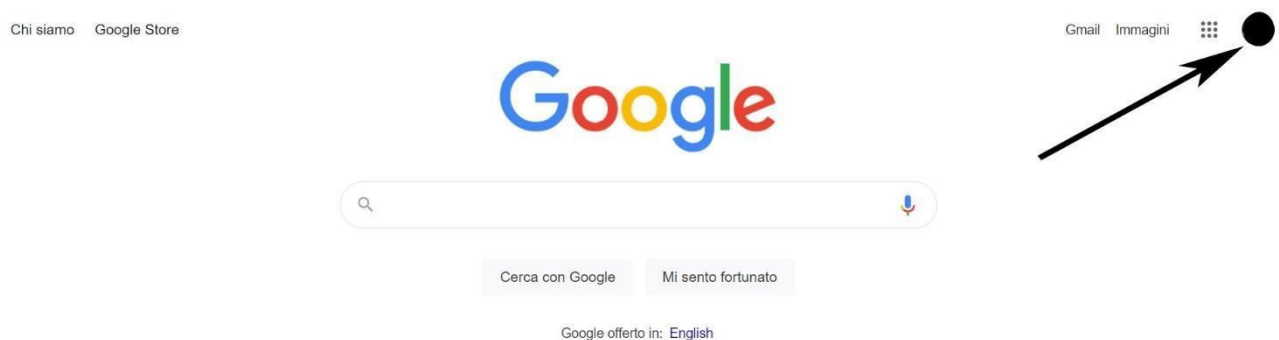 Chi siamo Google Store Gmail Immagini
Google
Cerca con Google Mi sento fortunato
Google offerto in: English